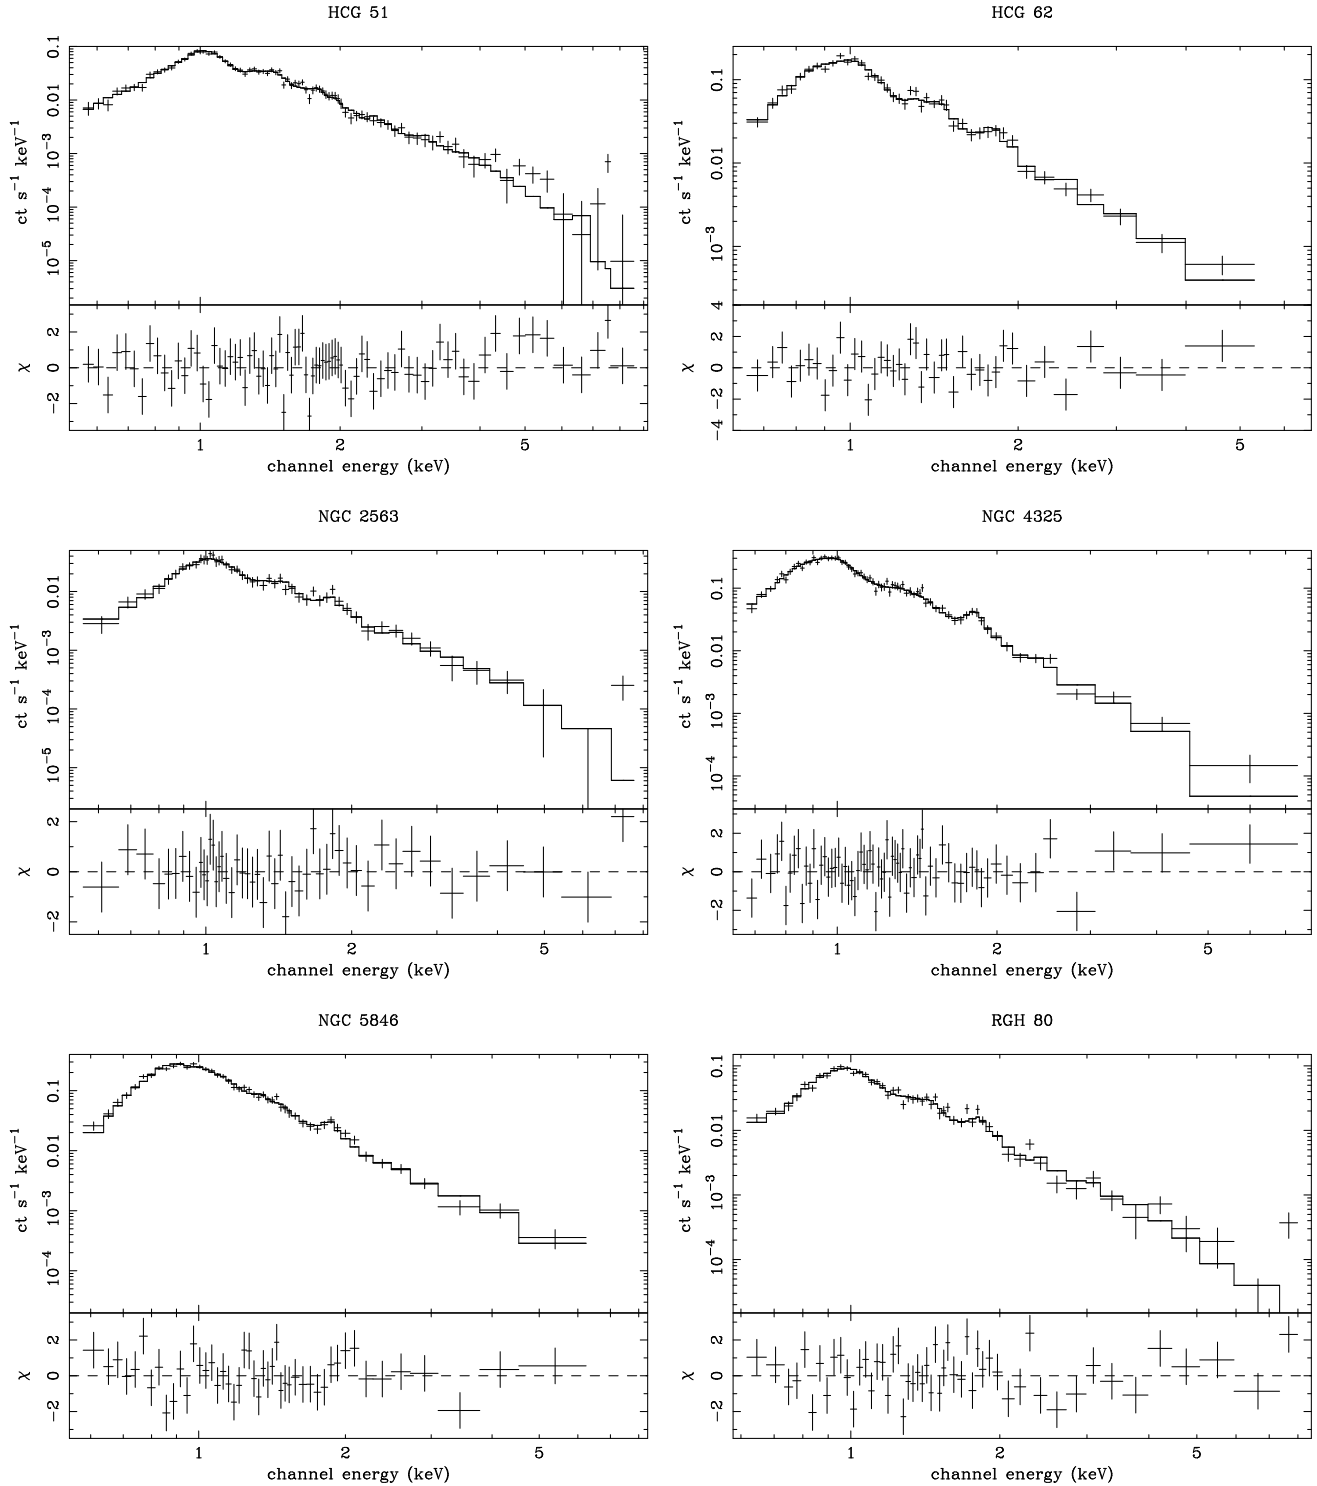 HCG 51
0.1
0.01
10⁻³
10⁻⁴
10⁻⁵
ct s⁻¹ keV⁻¹
2
0
−2
χ
1 2 5
channel energy (keV)
HCG 62
0.1
0.01
10⁻³
ct s⁻¹ keV⁻¹
4
2
0
−2
−4
χ
1 2 5
channel energy (keV)
NGC 2563
0.01
10⁻³
10⁻⁴
10⁻⁵
ct s⁻¹ keV⁻¹
2
0
−2
χ
1 2 5
channel energy (keV)
NGC 4325
0.1
0.01
10⁻³
10⁻⁴
ct s⁻¹ keV⁻¹
2
0
−2
χ
1 2 5
channel energy (keV)
NGC 5846
0.1
0.01
10⁻³
10⁻⁴
ct s⁻¹ keV⁻¹
2
0
−2
χ
1 2 5
channel energy (keV)
RGH 80
0.1
0.01
10⁻³
10⁻⁴
ct s⁻¹ keV⁻¹
2
0
−2
χ
1 2 5
channel energy (keV)